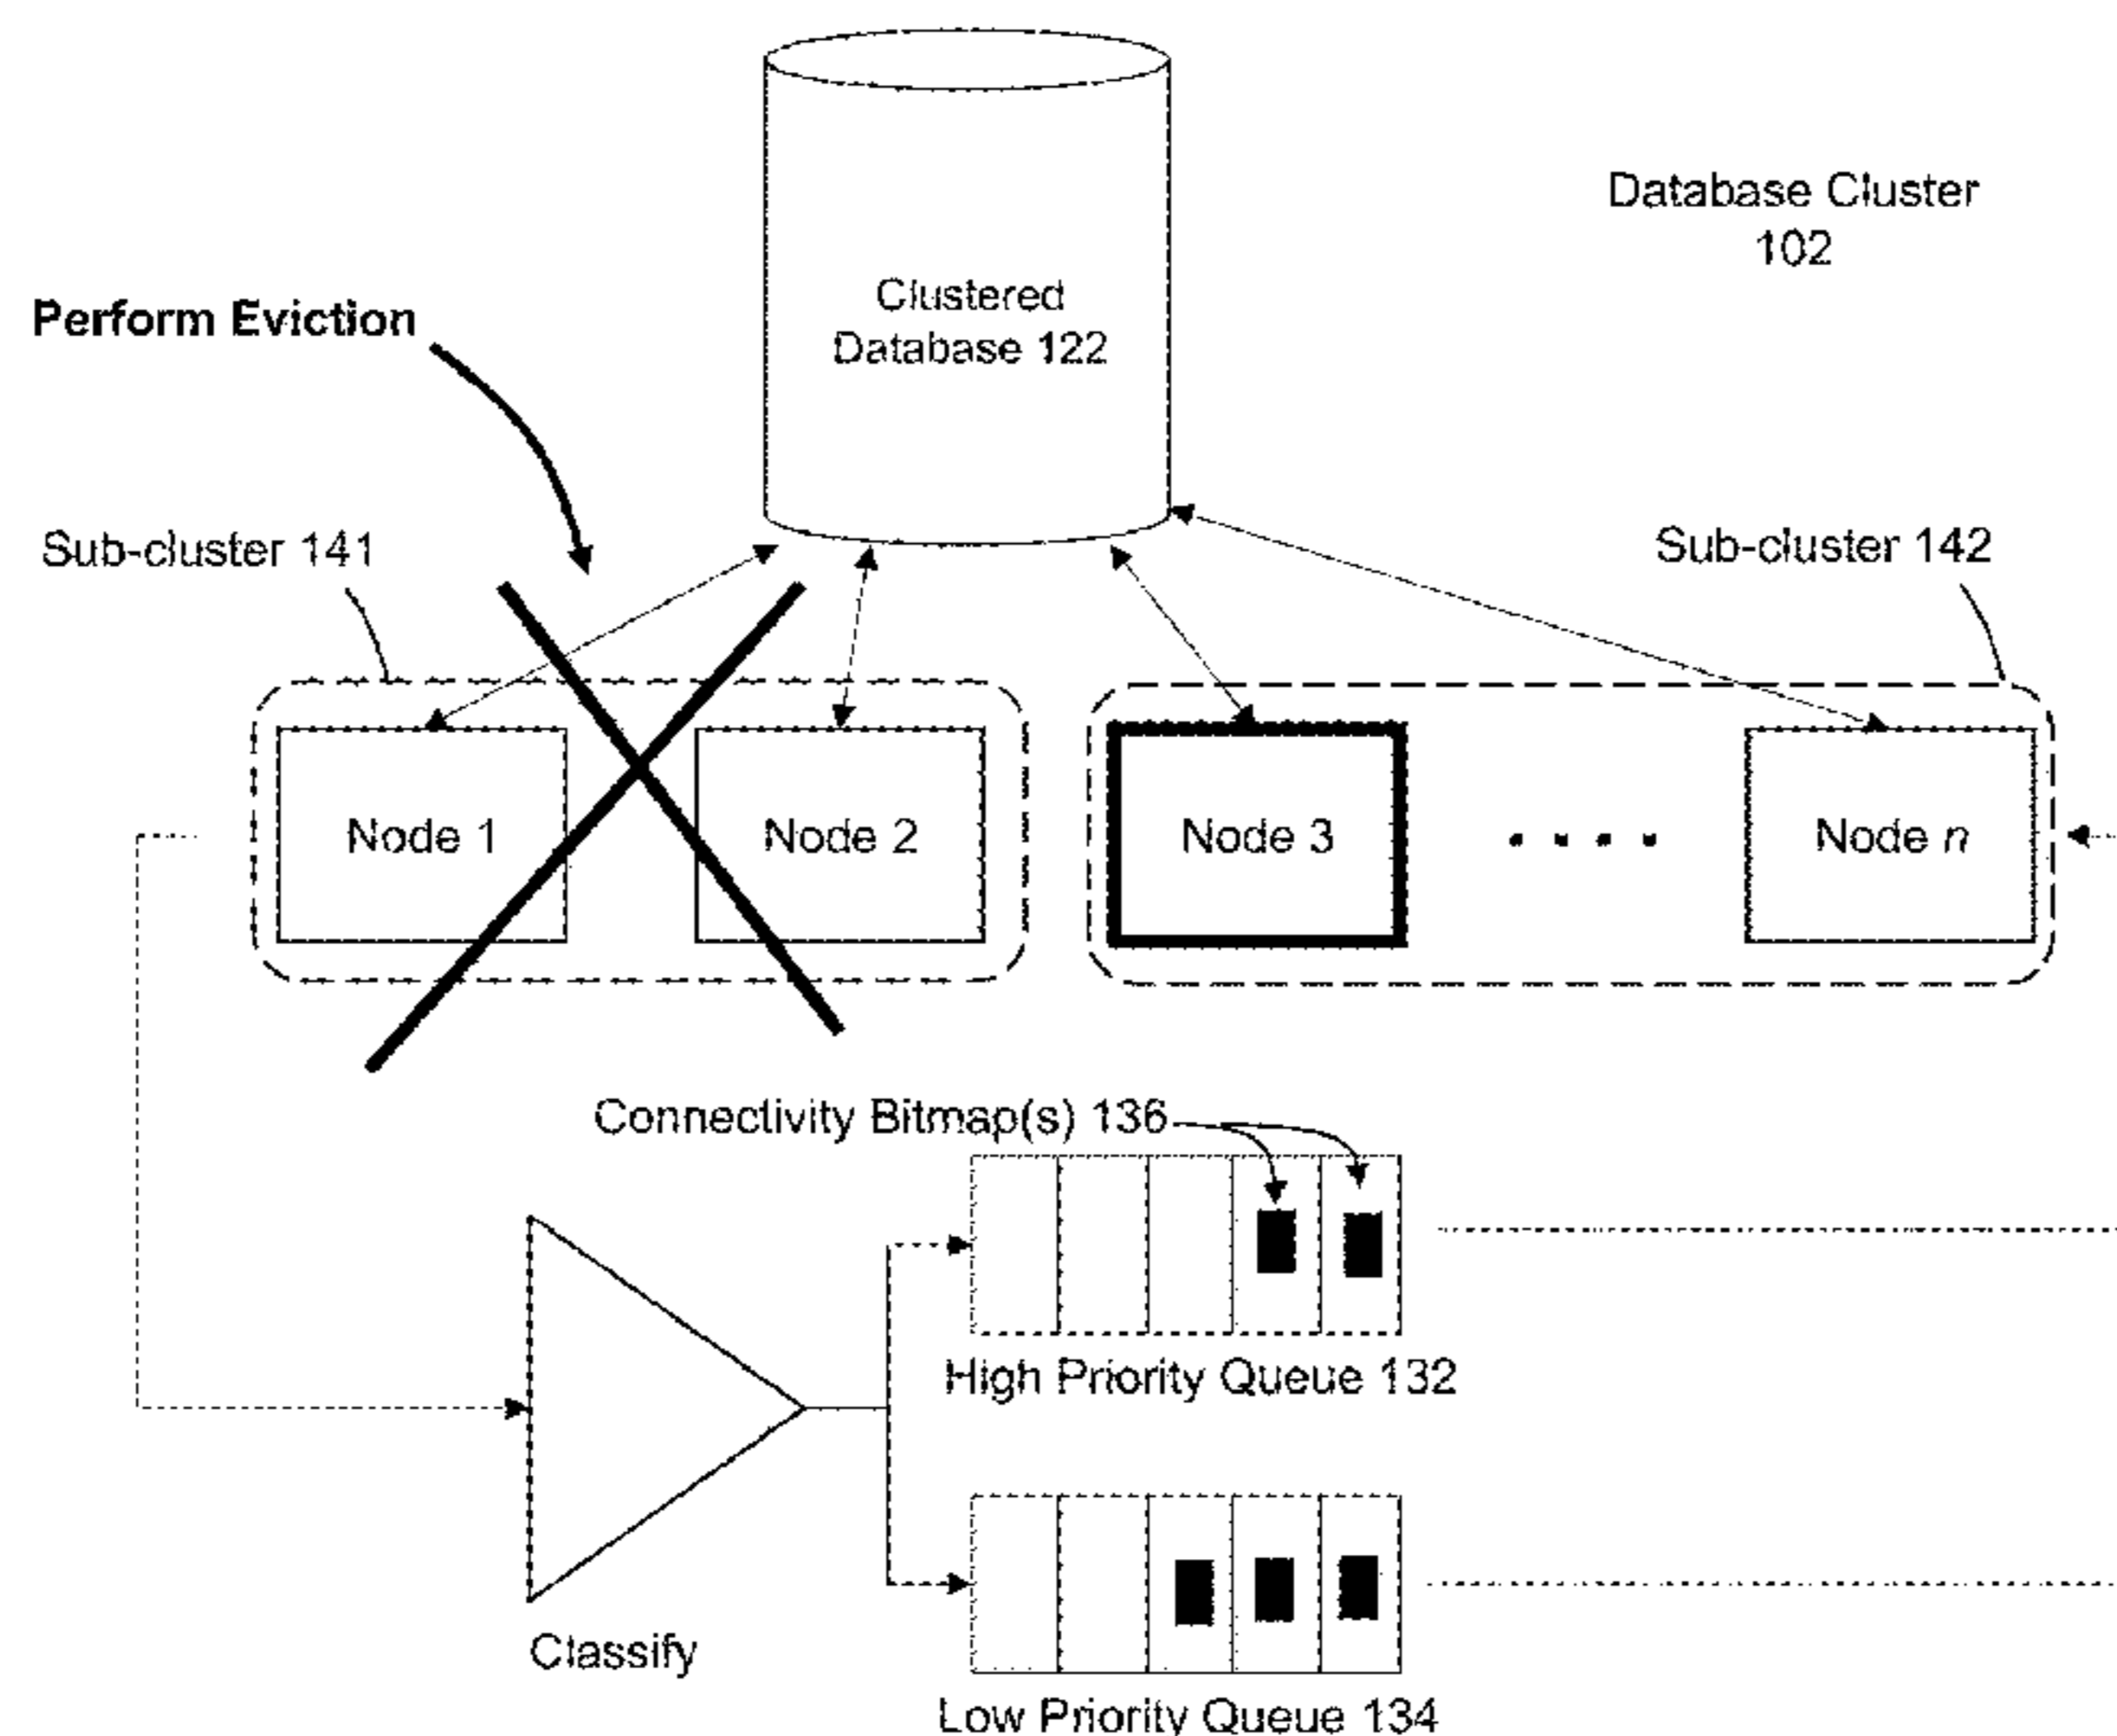 Database Cluster
102
Clustered
Database 122
Perform Eviction
Sub-cluster 141
Sub-cluster 142
Node 1
Node 2
Node 3
Node n
Connectivity Bitmap(s) 136
High Priority Queue 132
Classify
Low Priority Queue 134